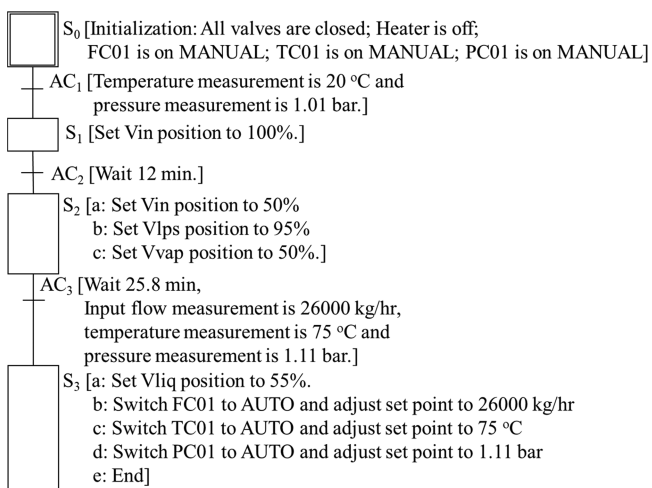 S₀ [Initialization: All valves are closed; Heater is off;
FC01 is on MANUAL; TC01 is on MANUAL; PC01 is on MANUAL]
AC₁ [Temperature measurement is 20 °C and
pressure measurement is 1.01 bar.]
S₁ [Set Vin position to 100%.]
AC₂ [Wait 12 min.]
S₂ [a: Set Vin position to 50%
b: Set Vlps position to 95%
c: Set Vvap position to 50%.]
AC₃ [Wait 25.8 min,
Input flow measurement is 26000 kg/hr,
temperature measurement is 75 °C and
pressure measurement is 1.11 bar.]
S₃ [a: Set Vliq position to 55%.
b: Switch FC01 to AUTO and adjust set point to 26000 kg/hr
c: Switch TC01 to AUTO and adjust set point to 75 °C
d: Switch PC01 to AUTO and adjust set point to 1.11 bar
e: End]